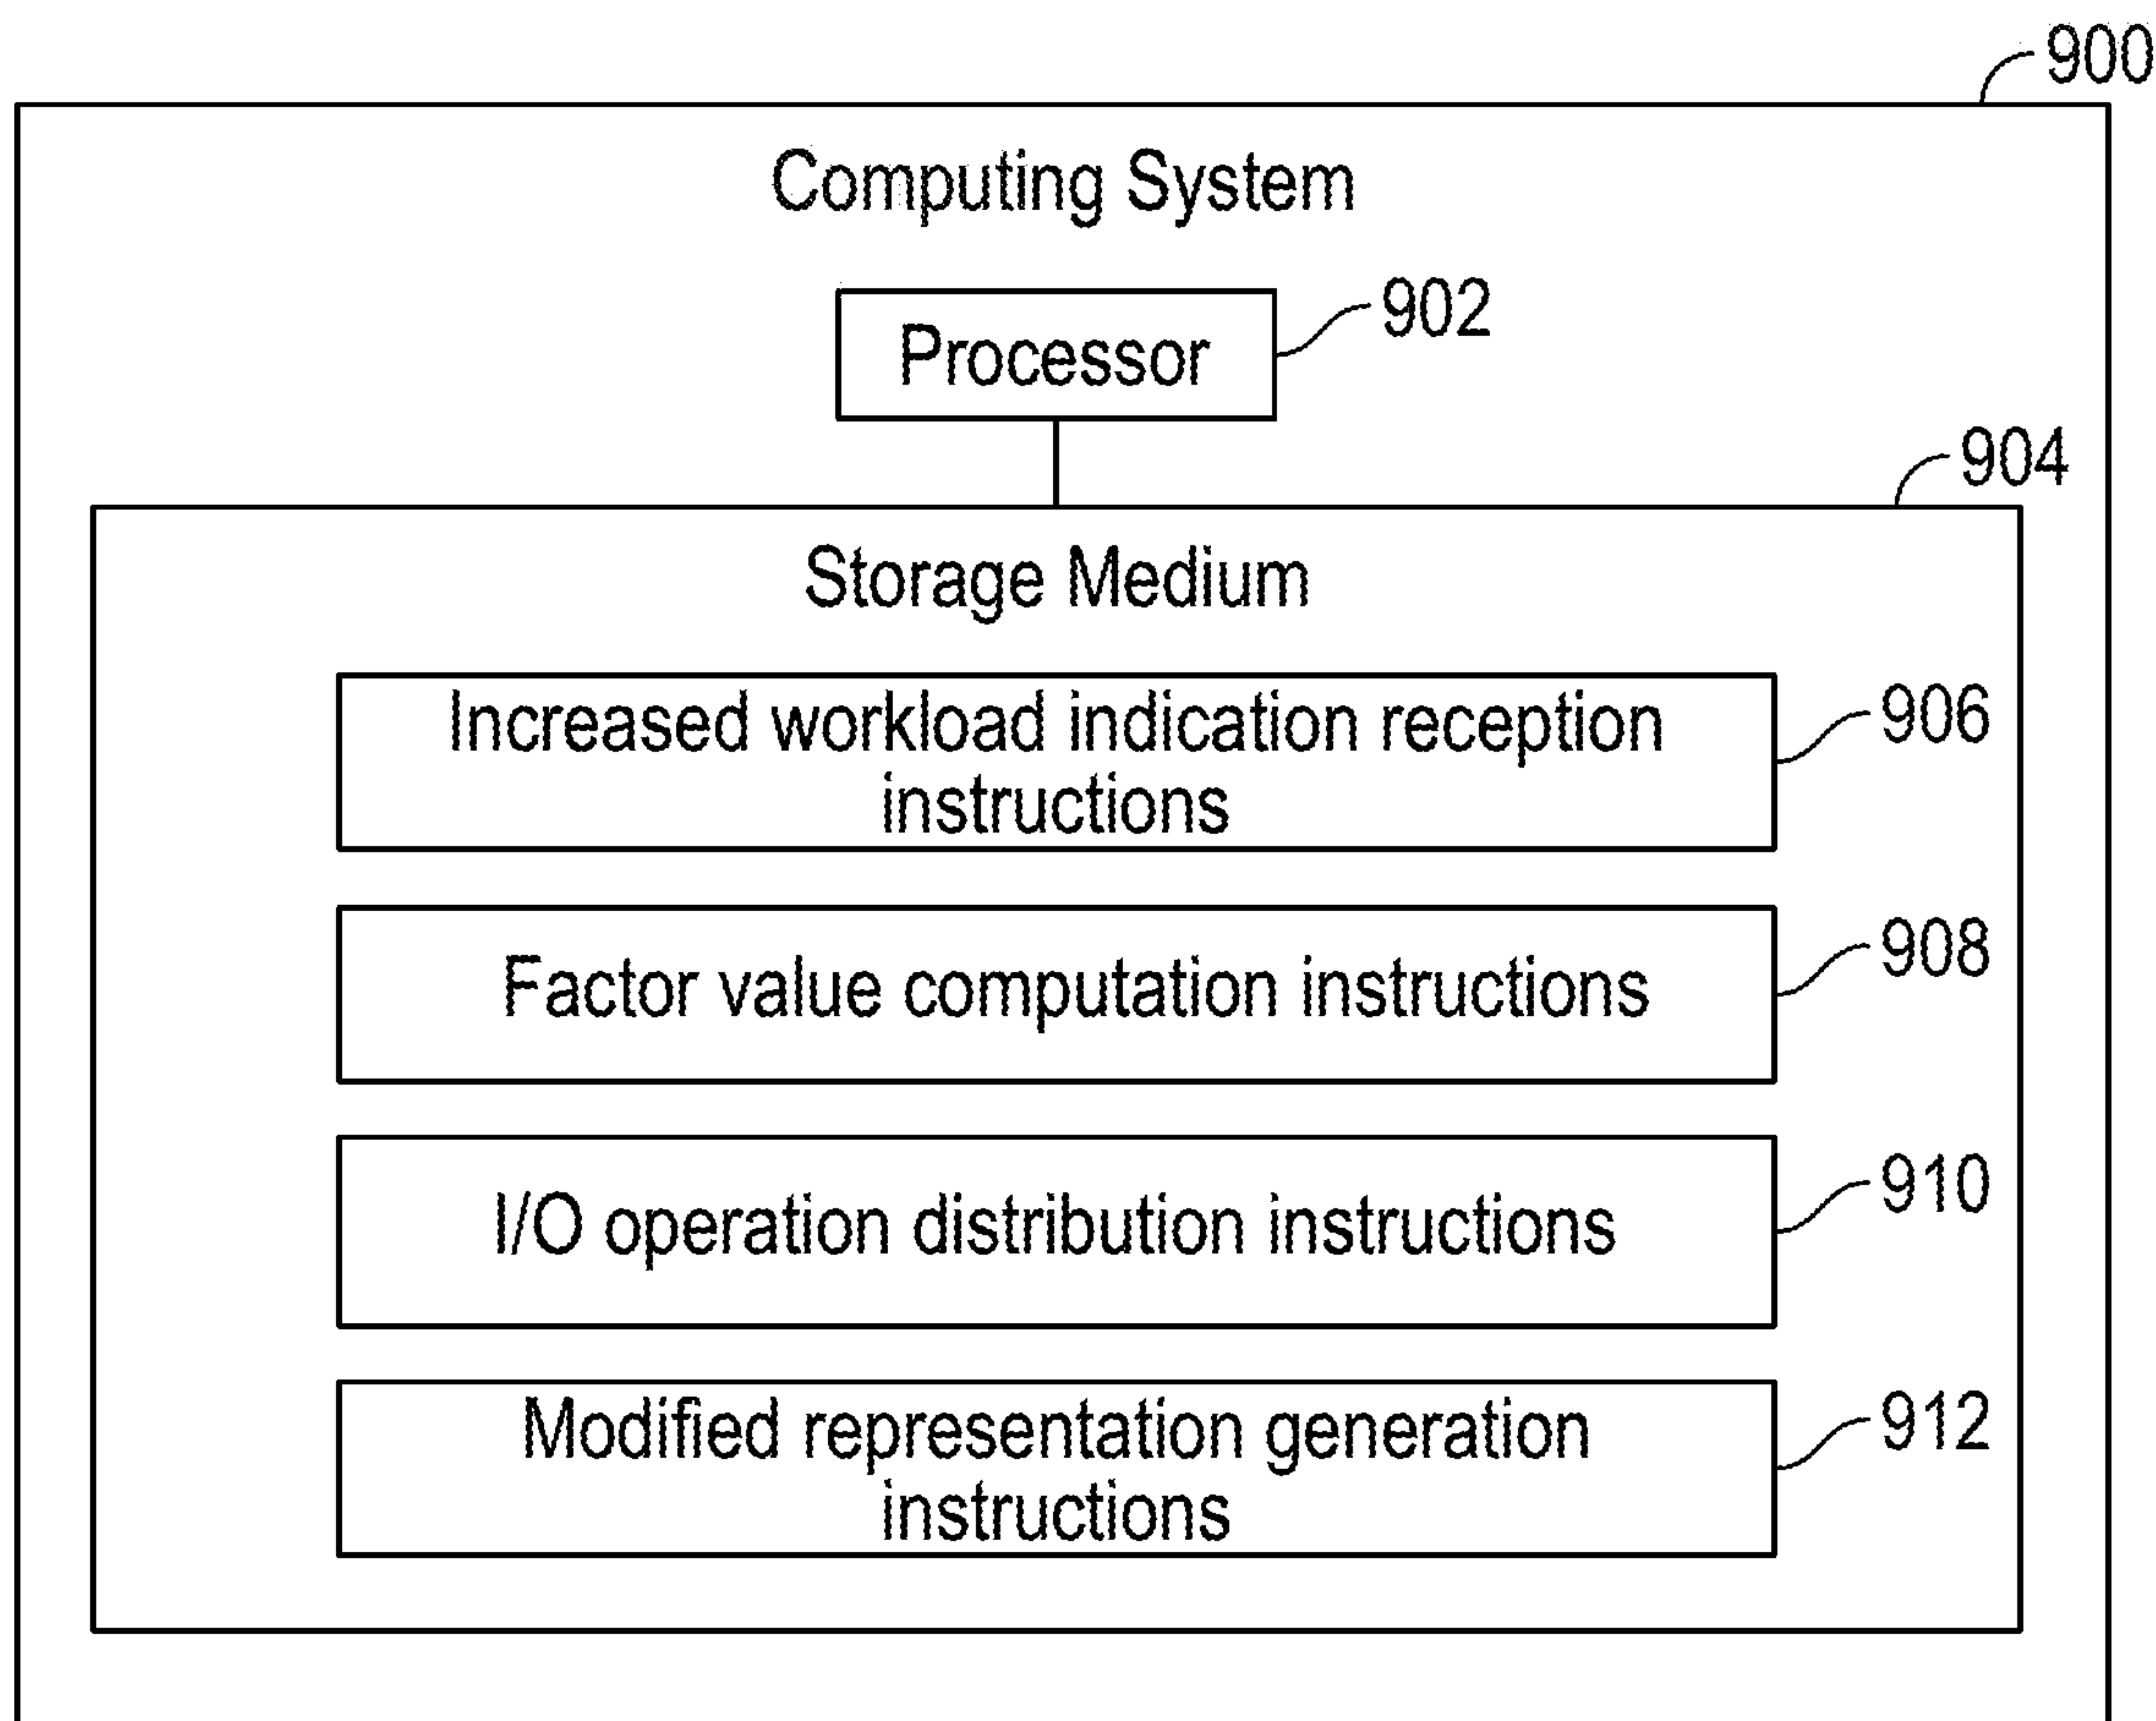 900
Computing System
Processor
902
904
Storage Medium
Increased workload indication reception
instructions
906
Factor value computation instructions
908
I/O operation distribution instructions
910
Modified representation generation
instructions
912